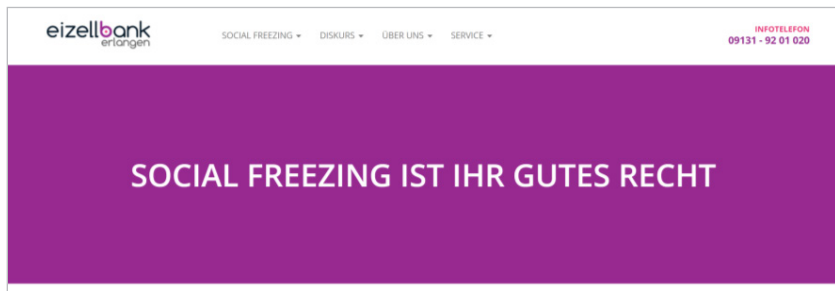 eizellbank
erlangen
SOCIAL FREEZING DISKURS ÜBER UNS SERVICE
INFOTELEFON
09131 - 92 01 020
SOCIAL FREEZING IST IHR GUTES RECHT